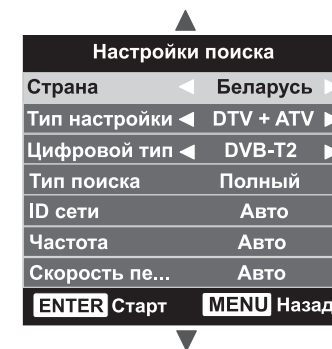 Настройки поиска
Страна Беларусь
Тип настройки DTV + ATV
Цифровой тип DVB-T2
Тип поиска Полный
ID сети Авто
Частота Авто
Скорость пе... Авто
ENTER Старт MENU Назад